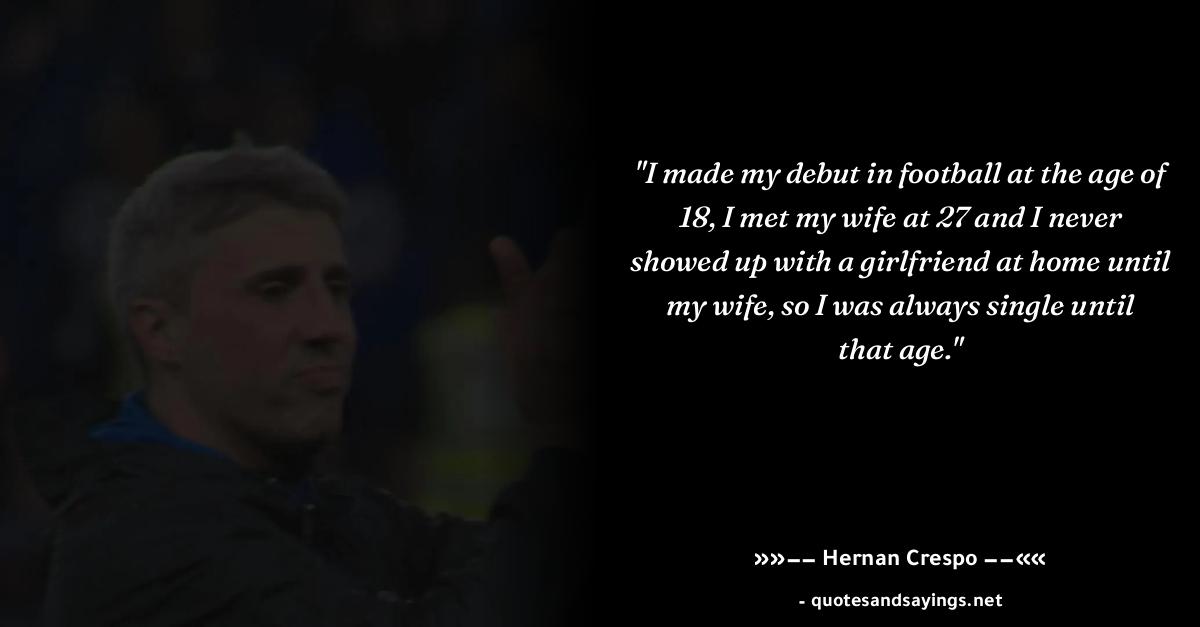 "I made my debut in football at the age of
18, I met my wife at 27 and I never
showed up with a girlfriend at home until
my wife, so I was always single until
that age."
»»−− Hernan Crespo −−««
- quotesandsayings.net